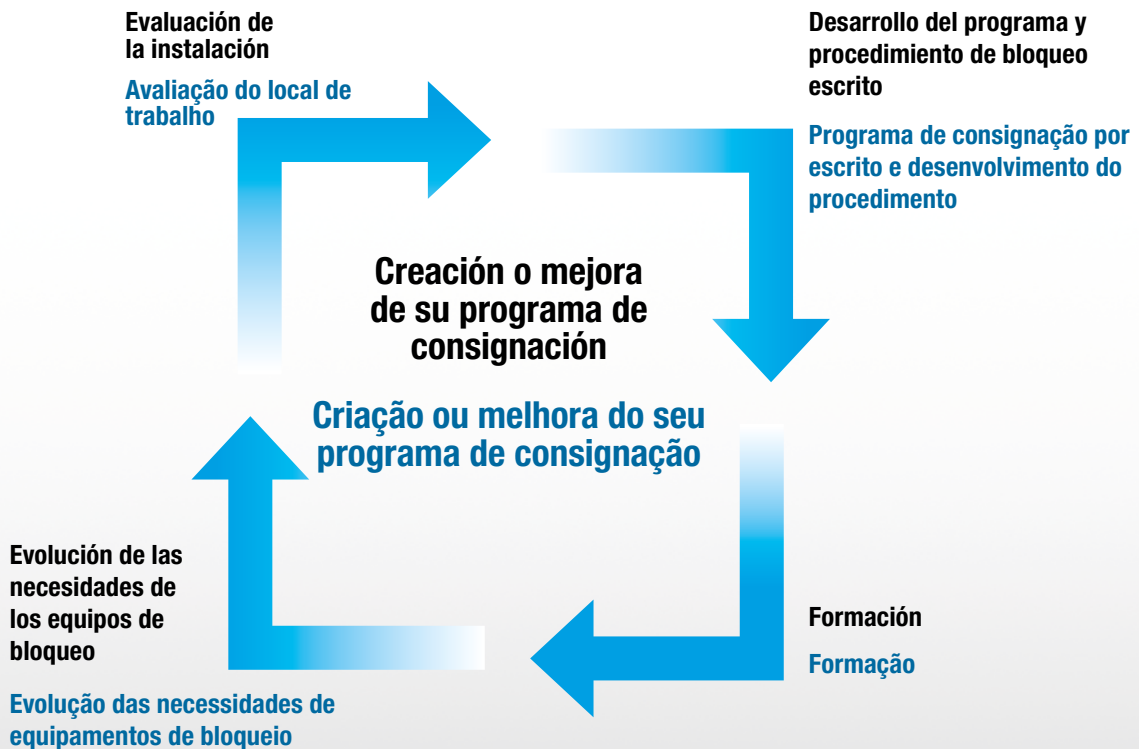 Evaluación de
la instalación
Avaliação do local de
trabalho
Desarrollo del programa y
procedimiento de bloqueo
escrito
Programa de consignação por
escrito e desenvolvimento do
procedimento
Creación o mejora
de su programa de
consignación
Criação ou melhora do seu
programa de consignação
Evolución de las
necesidades de
los equipos de
bloqueo
Evolução das necessidades de
equipamentos de bloqueio
Formación
Formação